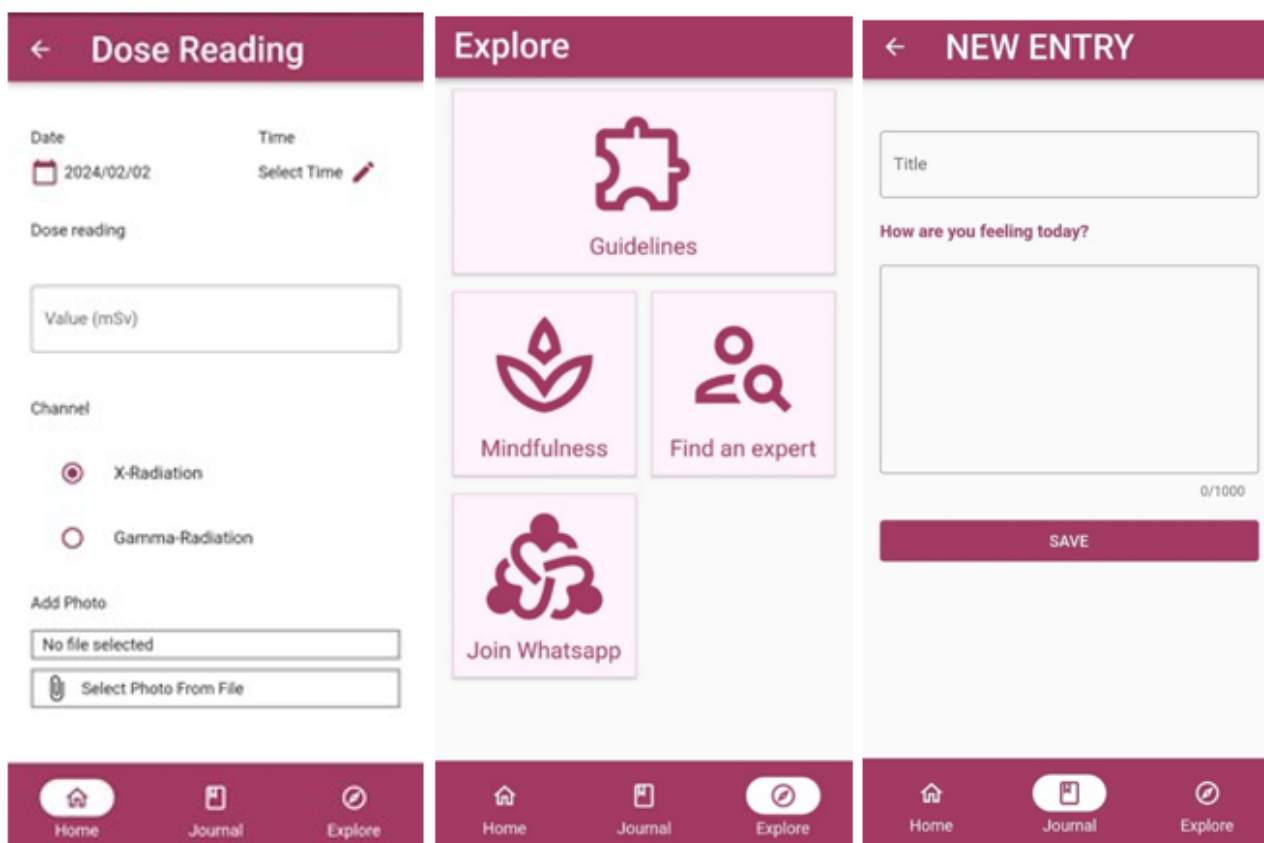 Dose Reading
Date Time
2024/02/02 Select Time
Dose reading
Value (mSv)
Channel
X-Radiation
Gamma-Radiation
Add Photo
No file selected
Select Photo From File
Home Journal Explore
Explore
Guidelines
Mindfulness Find an expert
Join Whatsapp
Home Journal Explore
NEW ENTRY
Title
How are you feeling today?
0/1000
SAVE
Home Journal Explore